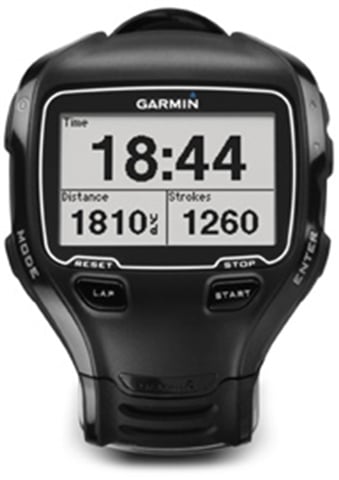 GARMIN
Time
18:44
Distance Strokes
1810 1260
MODE
RESET STOP
ENTER
LAP START